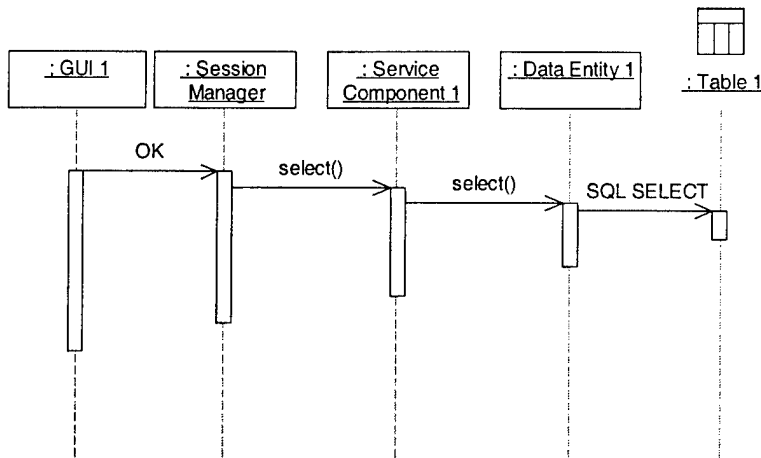 : GUI 1
: Session
Manager
: Service
Component 1
: Data Entity 1
: Table 1
OK
select()
select()
SQL SELECT